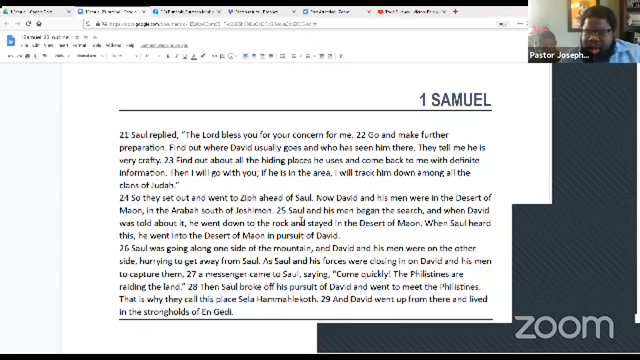 1Samuel 23 outline
Pastor Joseph...
1 SAMUEL
21 Saul replied, "The Lord bless you for your concern for me. 22 Go and make further
preparation. Find out where David usually goes and who has seen him there. They tell me he is
very crafty. 23 Find out about all the hiding places he uses and come back to me with definite
information. Then I will go with you; if he is in the area, I will track him down among all the
clans of Judah."
24 So they set out and went to Ziph ahead of Saul. Now David and his men were in the Desert of
Maon, in the Arabah south of Jeshimon. 25 Saul and his men began the search, and when David
was told about it, he went down to the rock and stayed in the Desert of Maon. When Saul heard
this, he went into the Desert of Maon in pursuit of David.
26 Saul was going along one side of the mountain, and David and his men were on the other
side, hurrying to get away from Saul. As Saul and his forces were closing in on David and his men
to capture them, 27 a messenger came to Saul, saying, "Come quickly! The Philistines are
raiding the land." 28 Then Saul broke off his pursuit of David and went to meet the Philistines.
That is why they call this place Sela Hammahlekoth. 29 And David went up from there and lived
in the strongholds of En Gedi.
zoom